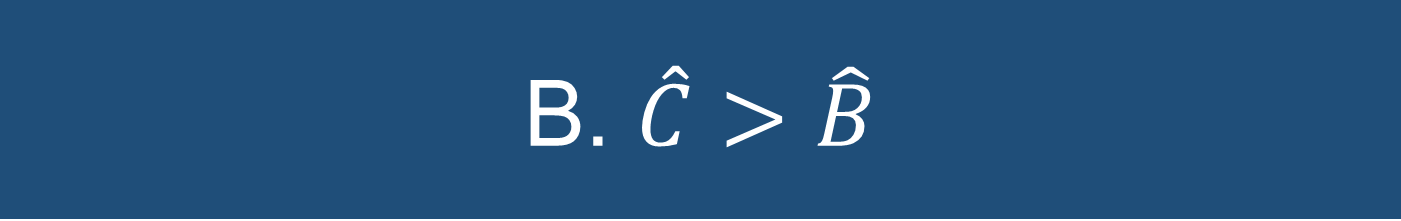 B. Ĉ > B̂